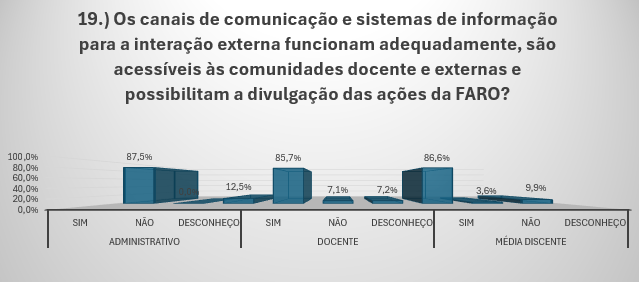 19.) Os canais de comunicação e sistemas de informação
para a interação externa funcionam adequadamente, são
acessíveis às comunidades docente e externas e
possibilitam a divulgação das ações da FARO?
100,0%
80,0%
60,0%
40,0%
20,0%
0,0%
87,5%
12,5%
85,7%
7,1%
7,2%
86,6%
3,6%
9,9%
SIM NÃO DESCONHEÇO SIM NÃO DESCONHEÇO SIM NÃO DESCONHEÇO
ADMINISTRATIVO DOCENTE MÉDIA DISCENTE